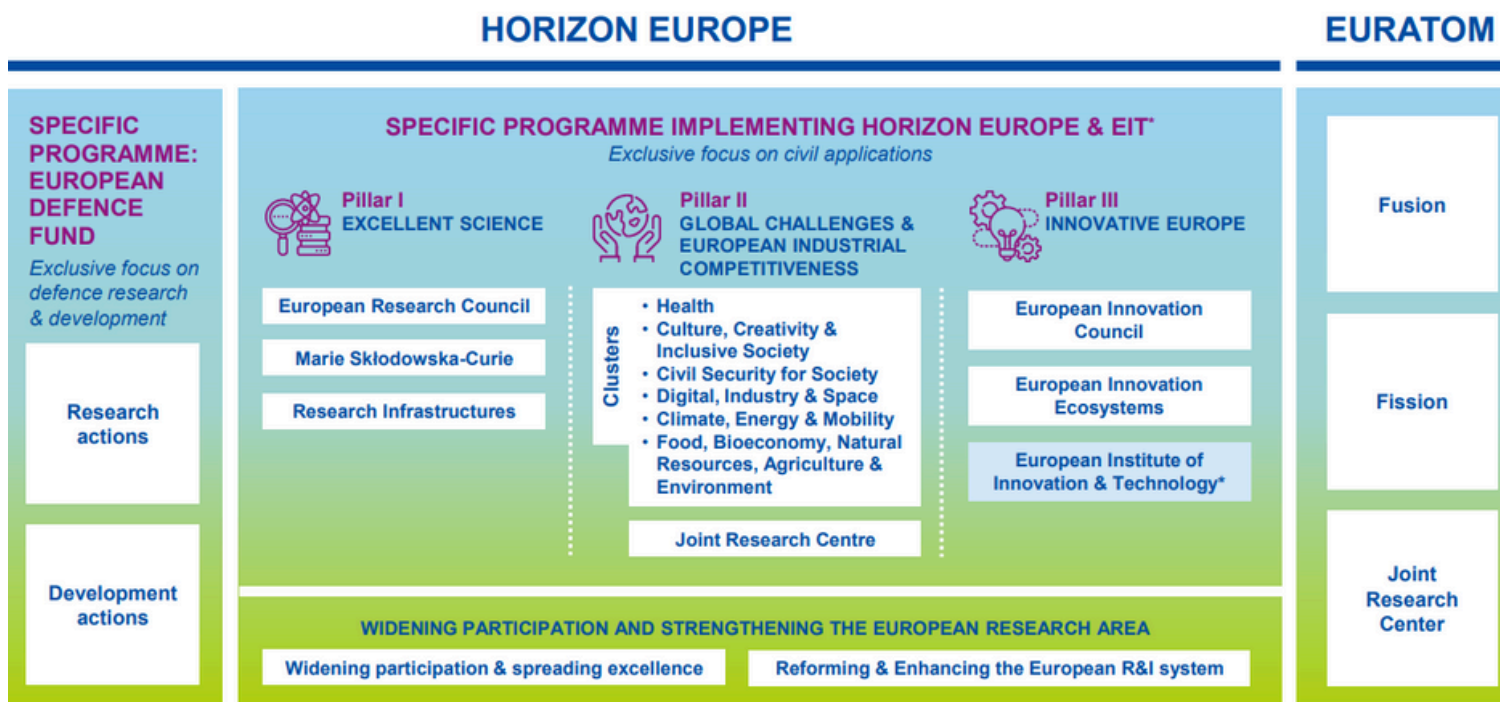 HORIZON EUROPE
EURATOM
SPECIFIC
PROGRAMME:
EUROPEAN
DEFENCE
FUND
Exclusive focus on
defence research
& development
Research
actions
Development
actions
SPECIFIC PROGRAMME IMPLEMENTING HORIZON EUROPE & EIT*
Exclusive focus on civil applications
Pillar I
EXCELLENT SCIENCE
European Research Council
Marie Skłodowska-Curie
Research Infrastructures
Pillar II
GLOBAL CHALLENGES &
EUROPEAN INDUSTRIAL
COMPETITIVENESS
Clusters
• Health
• Culture, Creativity &
Inclusive Society
• Civil Security for Society
• Digital, Industry & Space
• Climate, Energy & Mobility
• Food, Bioeconomy, Natural
Resources, Agriculture &
Environment
Joint Research Centre
Pillar III
INNOVATIVE EUROPE
European Innovation
Council
European Innovation
Ecosystems
European Institute of
Innovation & Technology*
WIDENING PARTICIPATION AND STRENGTHENING THE EUROPEAN RESEARCH AREA
Widening participation & spreading excellence
Reforming & Enhancing the European R&I system
Fusion
Fission
Joint
Research
Center